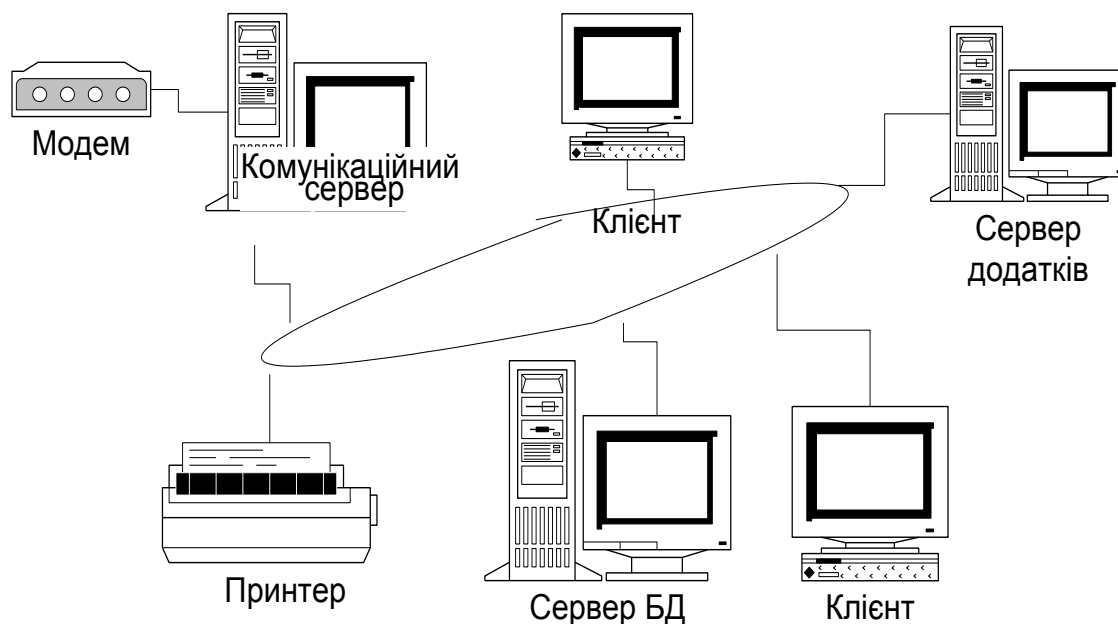 Модем
Комунікаційний
сервер
Клієнт
Сервер
додатків
Принтер
Сервер БД
Клієнт